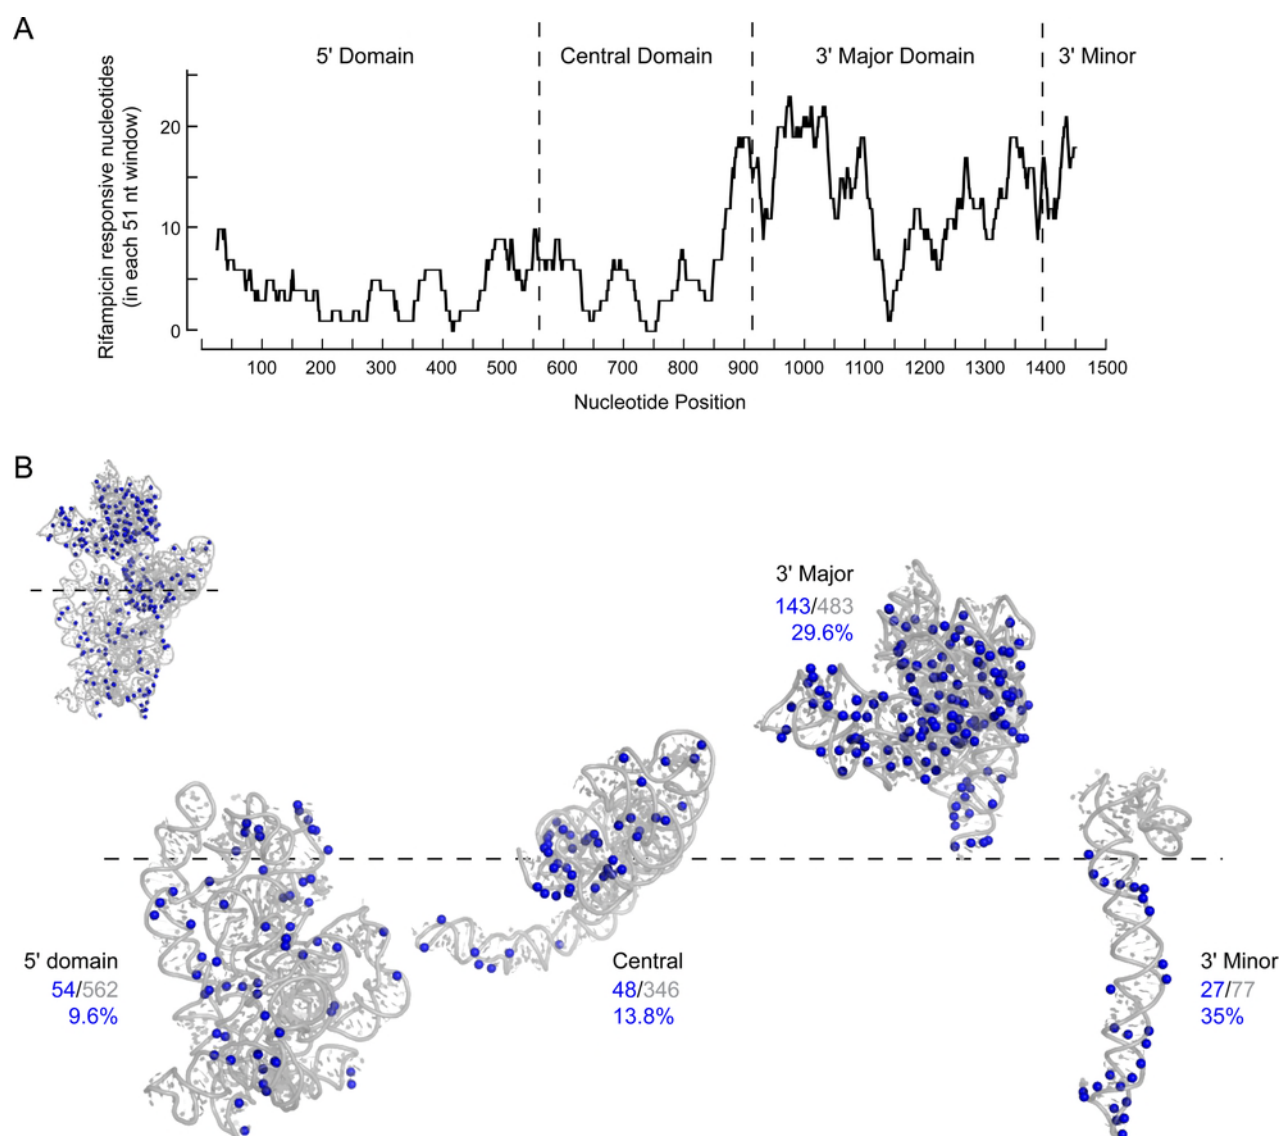 A
5' Domain
Central Domain
3' Major Domain
3' Minor
Rifampicin responsive nucleotides
(in each 51 nt window)
20
10
0
100 200 300 400 500 600 700 800 900 1000 1100 1200 1300 1400 1500
Nucleotide Position
B
3' Major
143/483
29.6%
5' domain
54/562
9.6%
Central
48/346
13.8%
3' Minor
27/77
35%